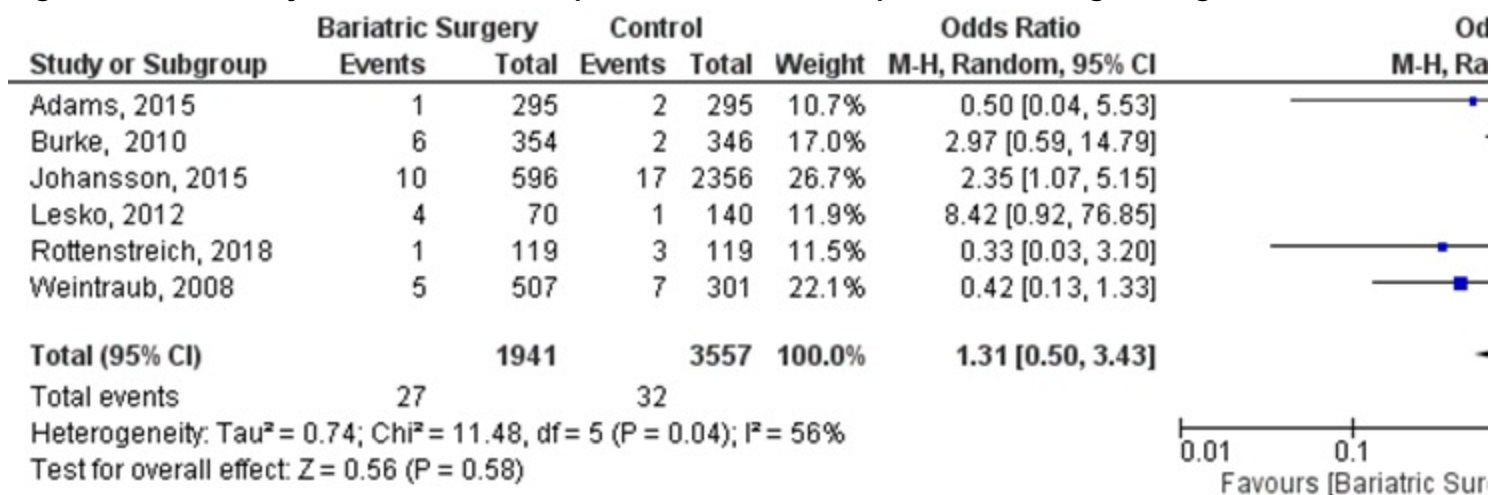 Bariatric Surgery Control Odds Ratio Od
Study or Subgroup Events Total Events Total Weight M-H, Random, 95% CI M-H, Ra
Adams, 2015 1 295 2 295 10.7% 0.50 [0.04, 5.53]
Burke, 2010 6 354 2 346 17.0% 2.97 [0.59, 14.79]
Johansson, 2015 10 596 17 2356 26.7% 2.35 [1.07, 5.15]
Lesko, 2012 4 70 1 140 11.9% 8.42 [0.92, 76.85]
Rottenstreich, 2018 1 119 3 119 11.5% 0.33 [0.03, 3.20]
Weintraub, 2008 5 507 7 301 22.1% 0.42 [0.13, 1.33]
Total (95% CI) 1941 3557 100.0% 1.31 [0.50, 3.43]
Total events 27 32
Heterogeneity: Tau² = 0.74; Chi² = 11.48, df = 5 (P = 0.04); I² = 56%
Test for overall effect: Z = 0.56 (P = 0.58)
0.01 0.1
Favours [Bariatric Sur